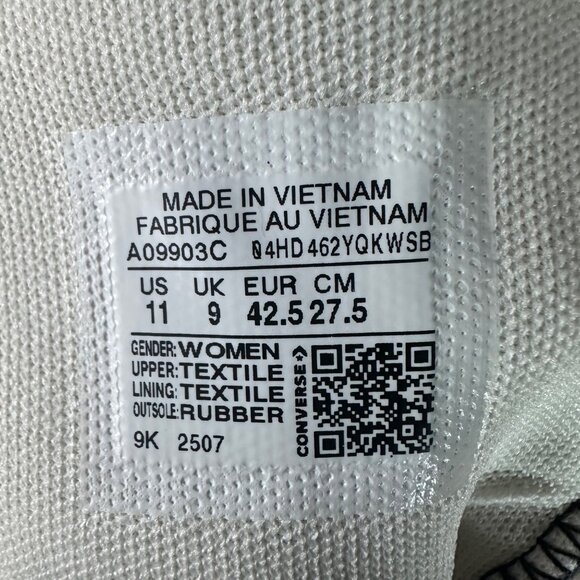 MADE IN VIETNAM
FABRIQUE AU VIETNAM
A09903C 04HD462YQKWSB
US UK EUR CM
11 9 42.5 27.5
GENDER: WOMEN
UPPER: TEXTILE
LINING: TEXTILE
OUTSOLE: RUBBER
9K 2507
CONVERSE